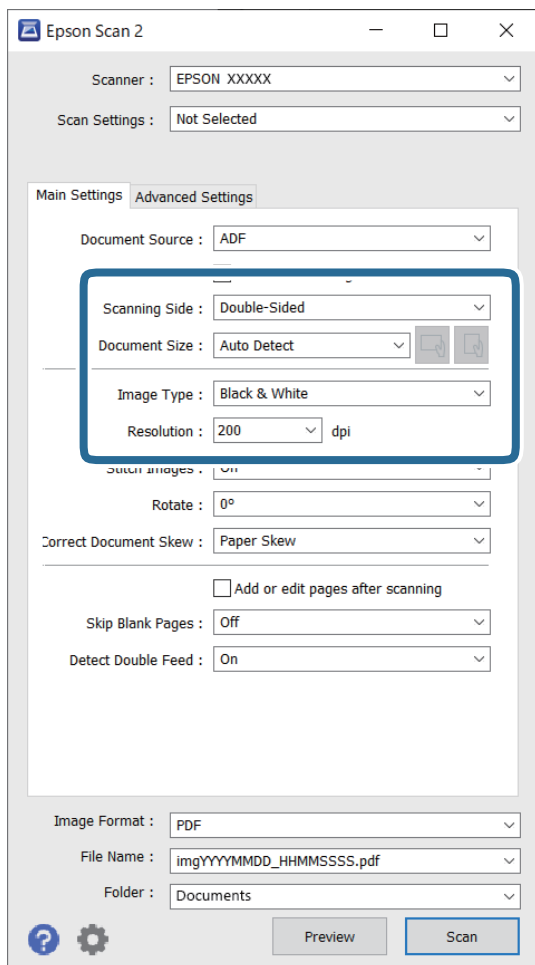 Epson Scan 2
Scanner : EPSON XXXXX
Scan Settings : Not Selected
Main Settings Advanced Settings
Document Source : ADF
Scanning Side : Double-Sided
Document Size : Auto Detect
Image Type : Black & White
Resolution : 200 dpi
Stitch Images : Off
Rotate : 0°
Correct Document Skew : Paper Skew
Add or edit pages after scanning
Skip Blank Pages : Off
Detect Double Feed : On
Image Format : PDF
File Name : imgYYYYMMDD_HHMMSSSS.pdf
Folder : Documents
? Preview Scan